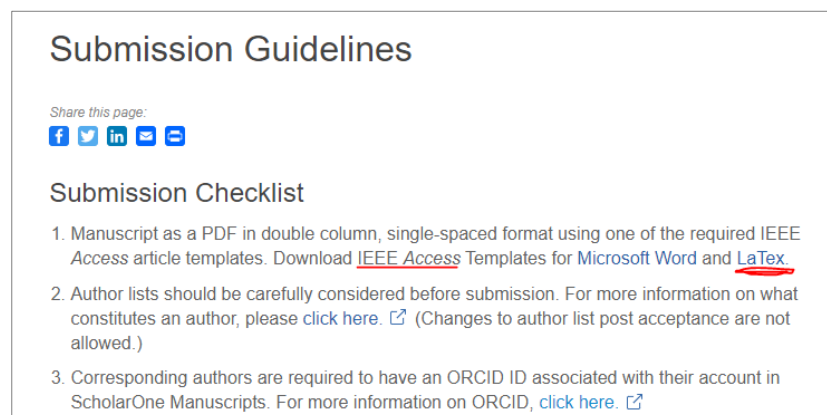 Submission Guidelines
Share this page:
Submission Checklist
1. Manuscript as a PDF in double column, single-spaced format using one of the required IEEE
Access article templates. Download IEEE Access Templates for Microsoft Word and LaTex.
2. Author lists should be carefully considered before submission. For more information on what
constitutes an author, please click here. (Changes to author list post acceptance are not
allowed.)
3. Corresponding authors are required to have an ORCID ID associated with their account in
ScholarOne Manuscripts. For more information on ORCID, click here.